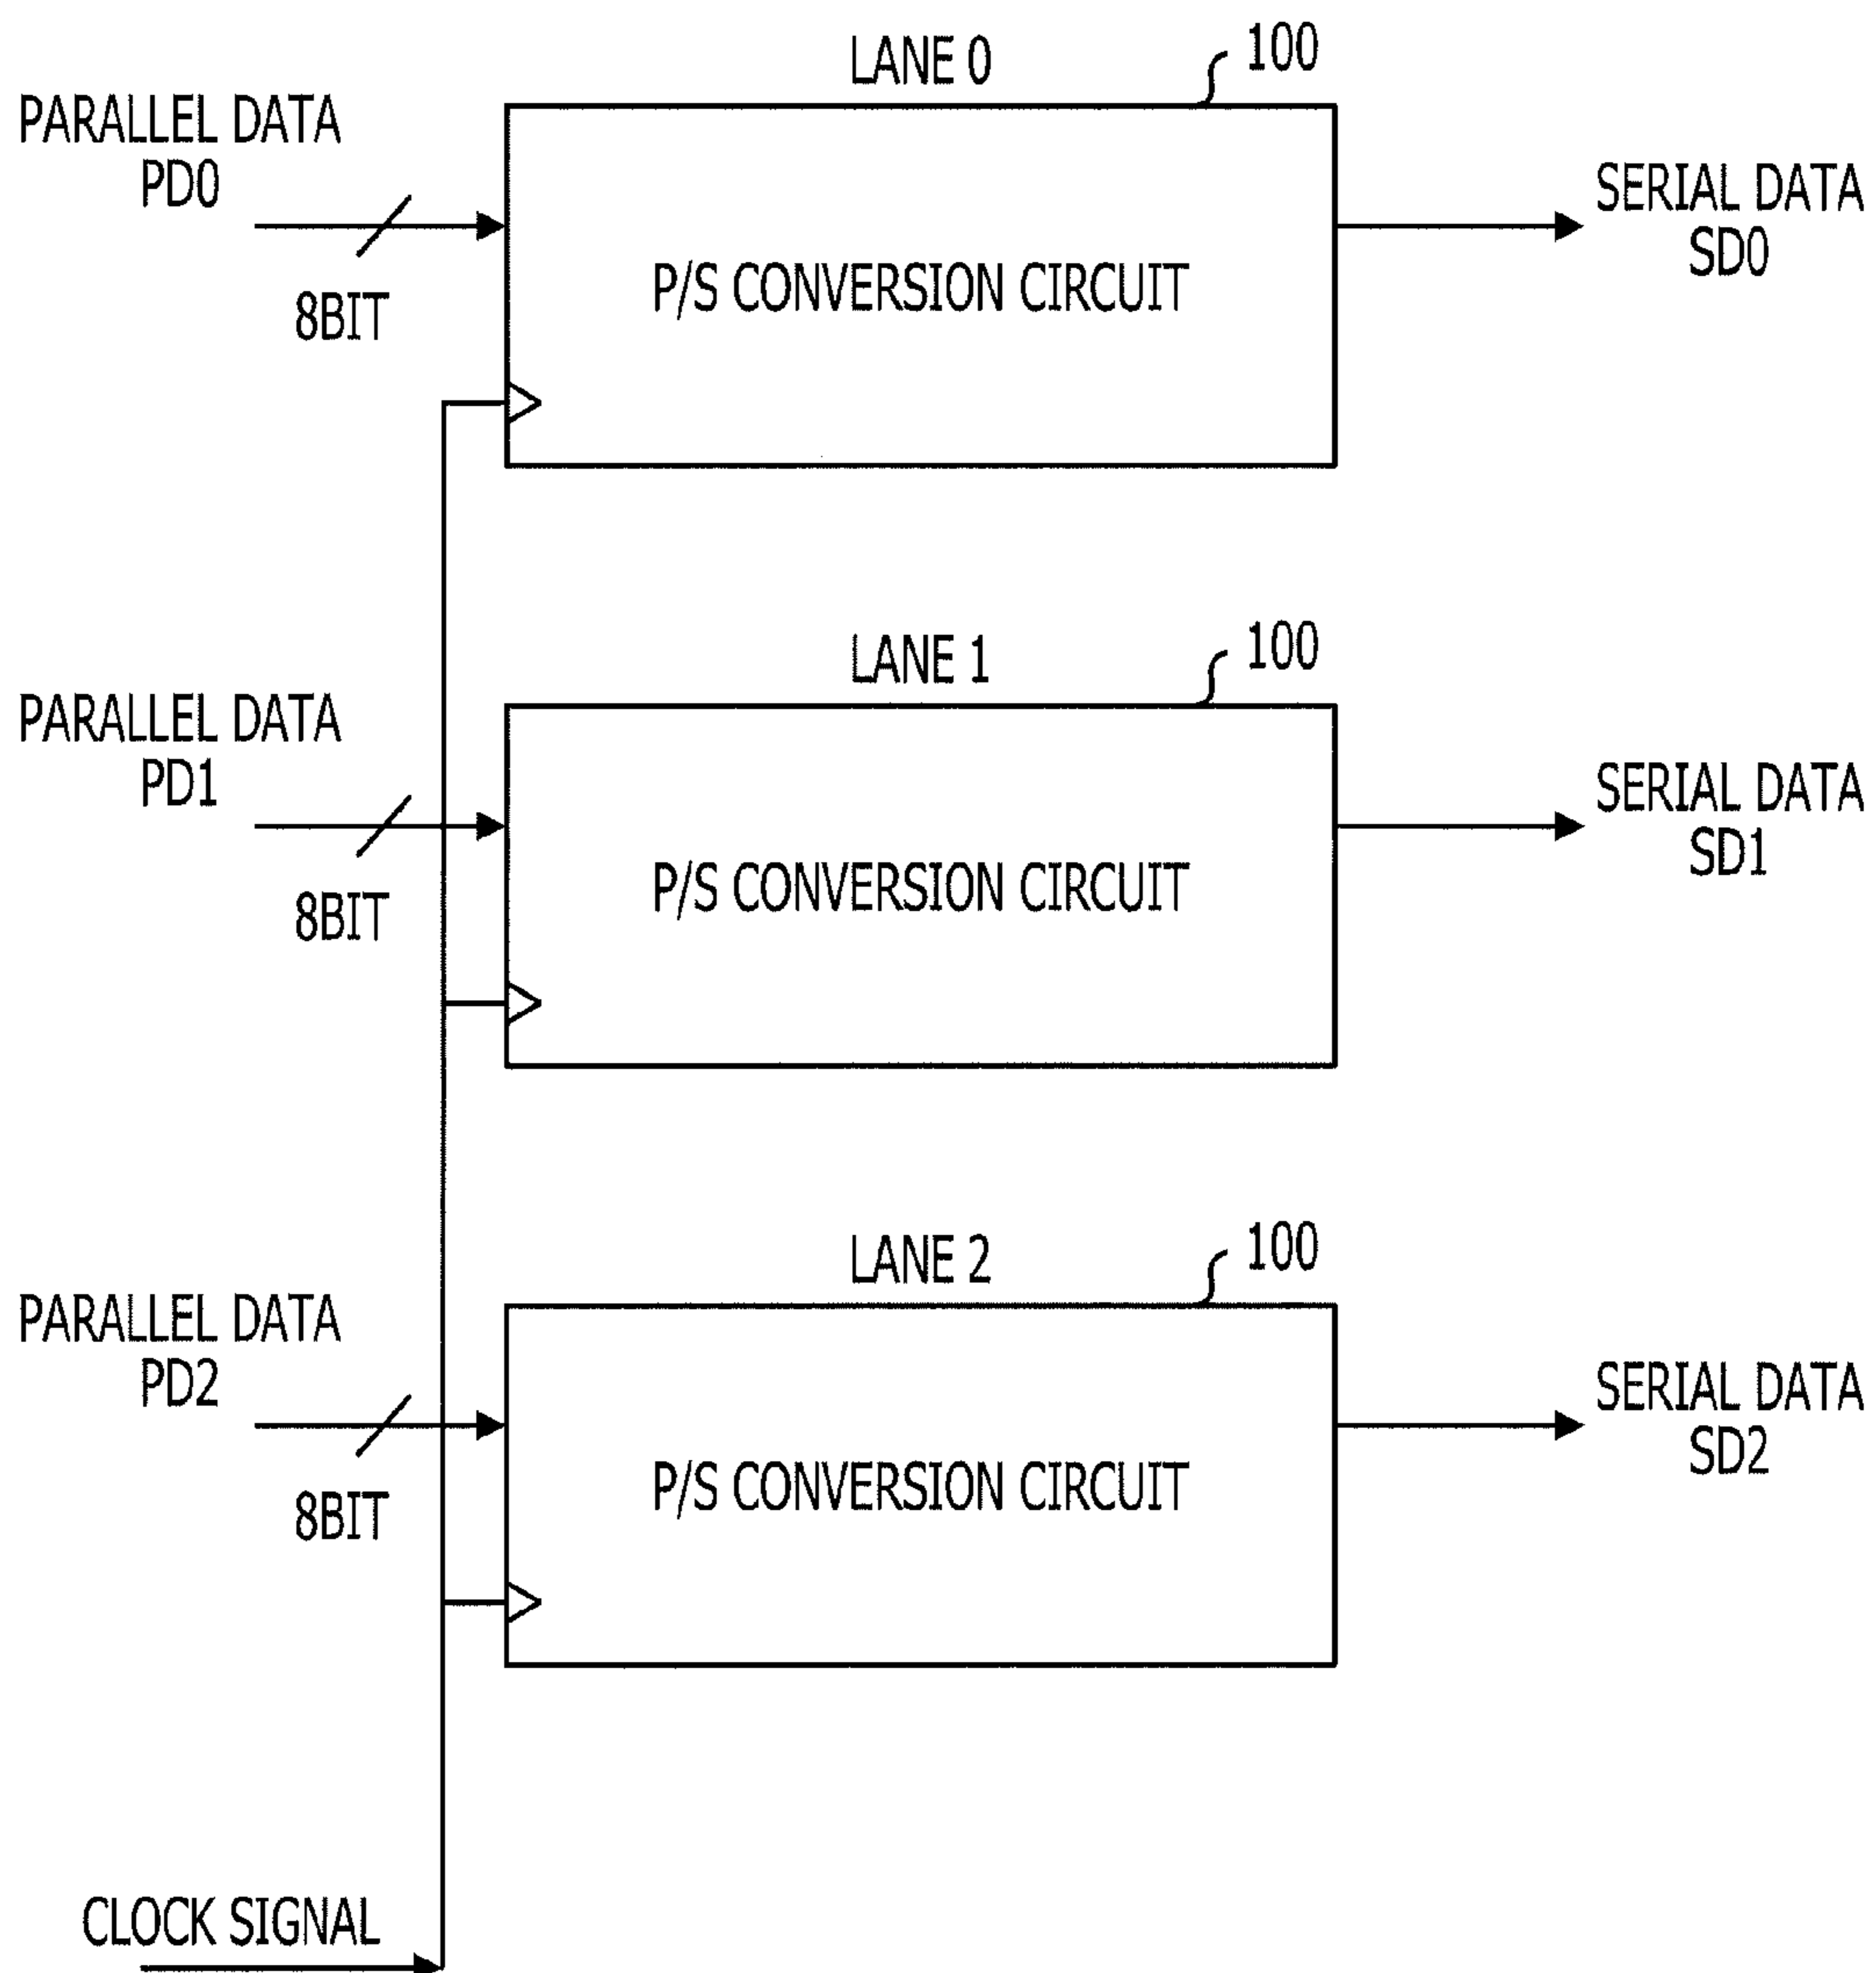 LANE 0
100
PARALLEL DATA
PD0
8BIT
P/S CONVERSION CIRCUIT
SERIAL DATA
SD0
LANE 1
100
PARALLEL DATA
PD1
8BIT
P/S CONVERSION CIRCUIT
SERIAL DATA
SD1
LANE 2
100
PARALLEL DATA
PD2
8BIT
P/S CONVERSION CIRCUIT
SERIAL DATA
SD2
CLOCK SIGNAL